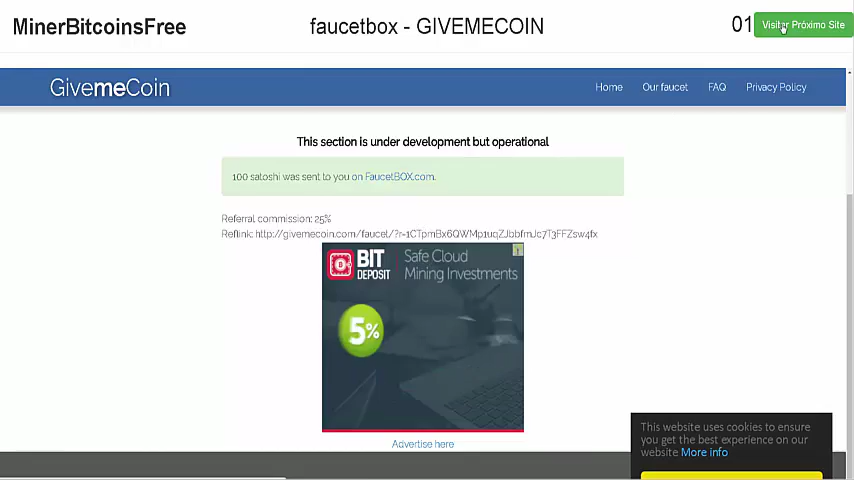 MinerBitcoinsFree
faucetbox - GIVEMECOIN
01
Visitar Próximo Site
GivemeCoin
Home
Our faucet
FAQ
Privacy Policy
This section is under development but operational
100 satoshi was sent to you on FaucetBOX.com.
Referral commission: 25%
Reflink: http://givemecoin.com/faucet/?r=1CTpmBx6QWMp1uqZJbbfmJc7T3FFZsw4fx
BIT
DEPOSIT
Safe Cloud
Mining Investments
5%
Advertise here
This website uses cookies to ensure
you get the best experience on our
website More info